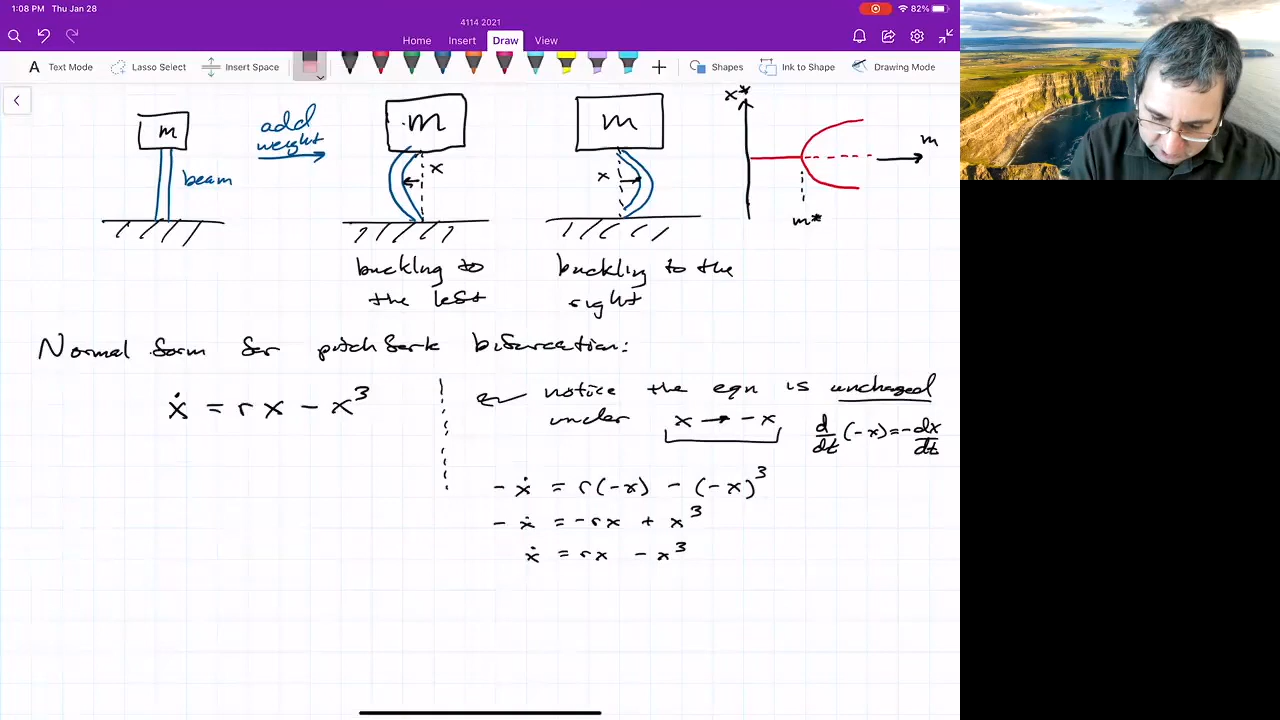 1:08 PM Thu Jan 28
82%
4114 2021
Home Insert Draw View
Text Mode Lasso Select Insert Space Shapes Ink to Shape Drawing Mode
m
add
weight
beam
m
x
m
x
x*
m
m*
buckling to
the left
buckling to the
right
Normal form for pitchfork bifurcation:
ẋ = rx - x³
notice the eqn is unchanged
under x → -x
d/dt (-x) = -dx/dt
-ẋ = r(-x) - (-x)³
-ẋ = -rx + x³
ẋ = rx - x³